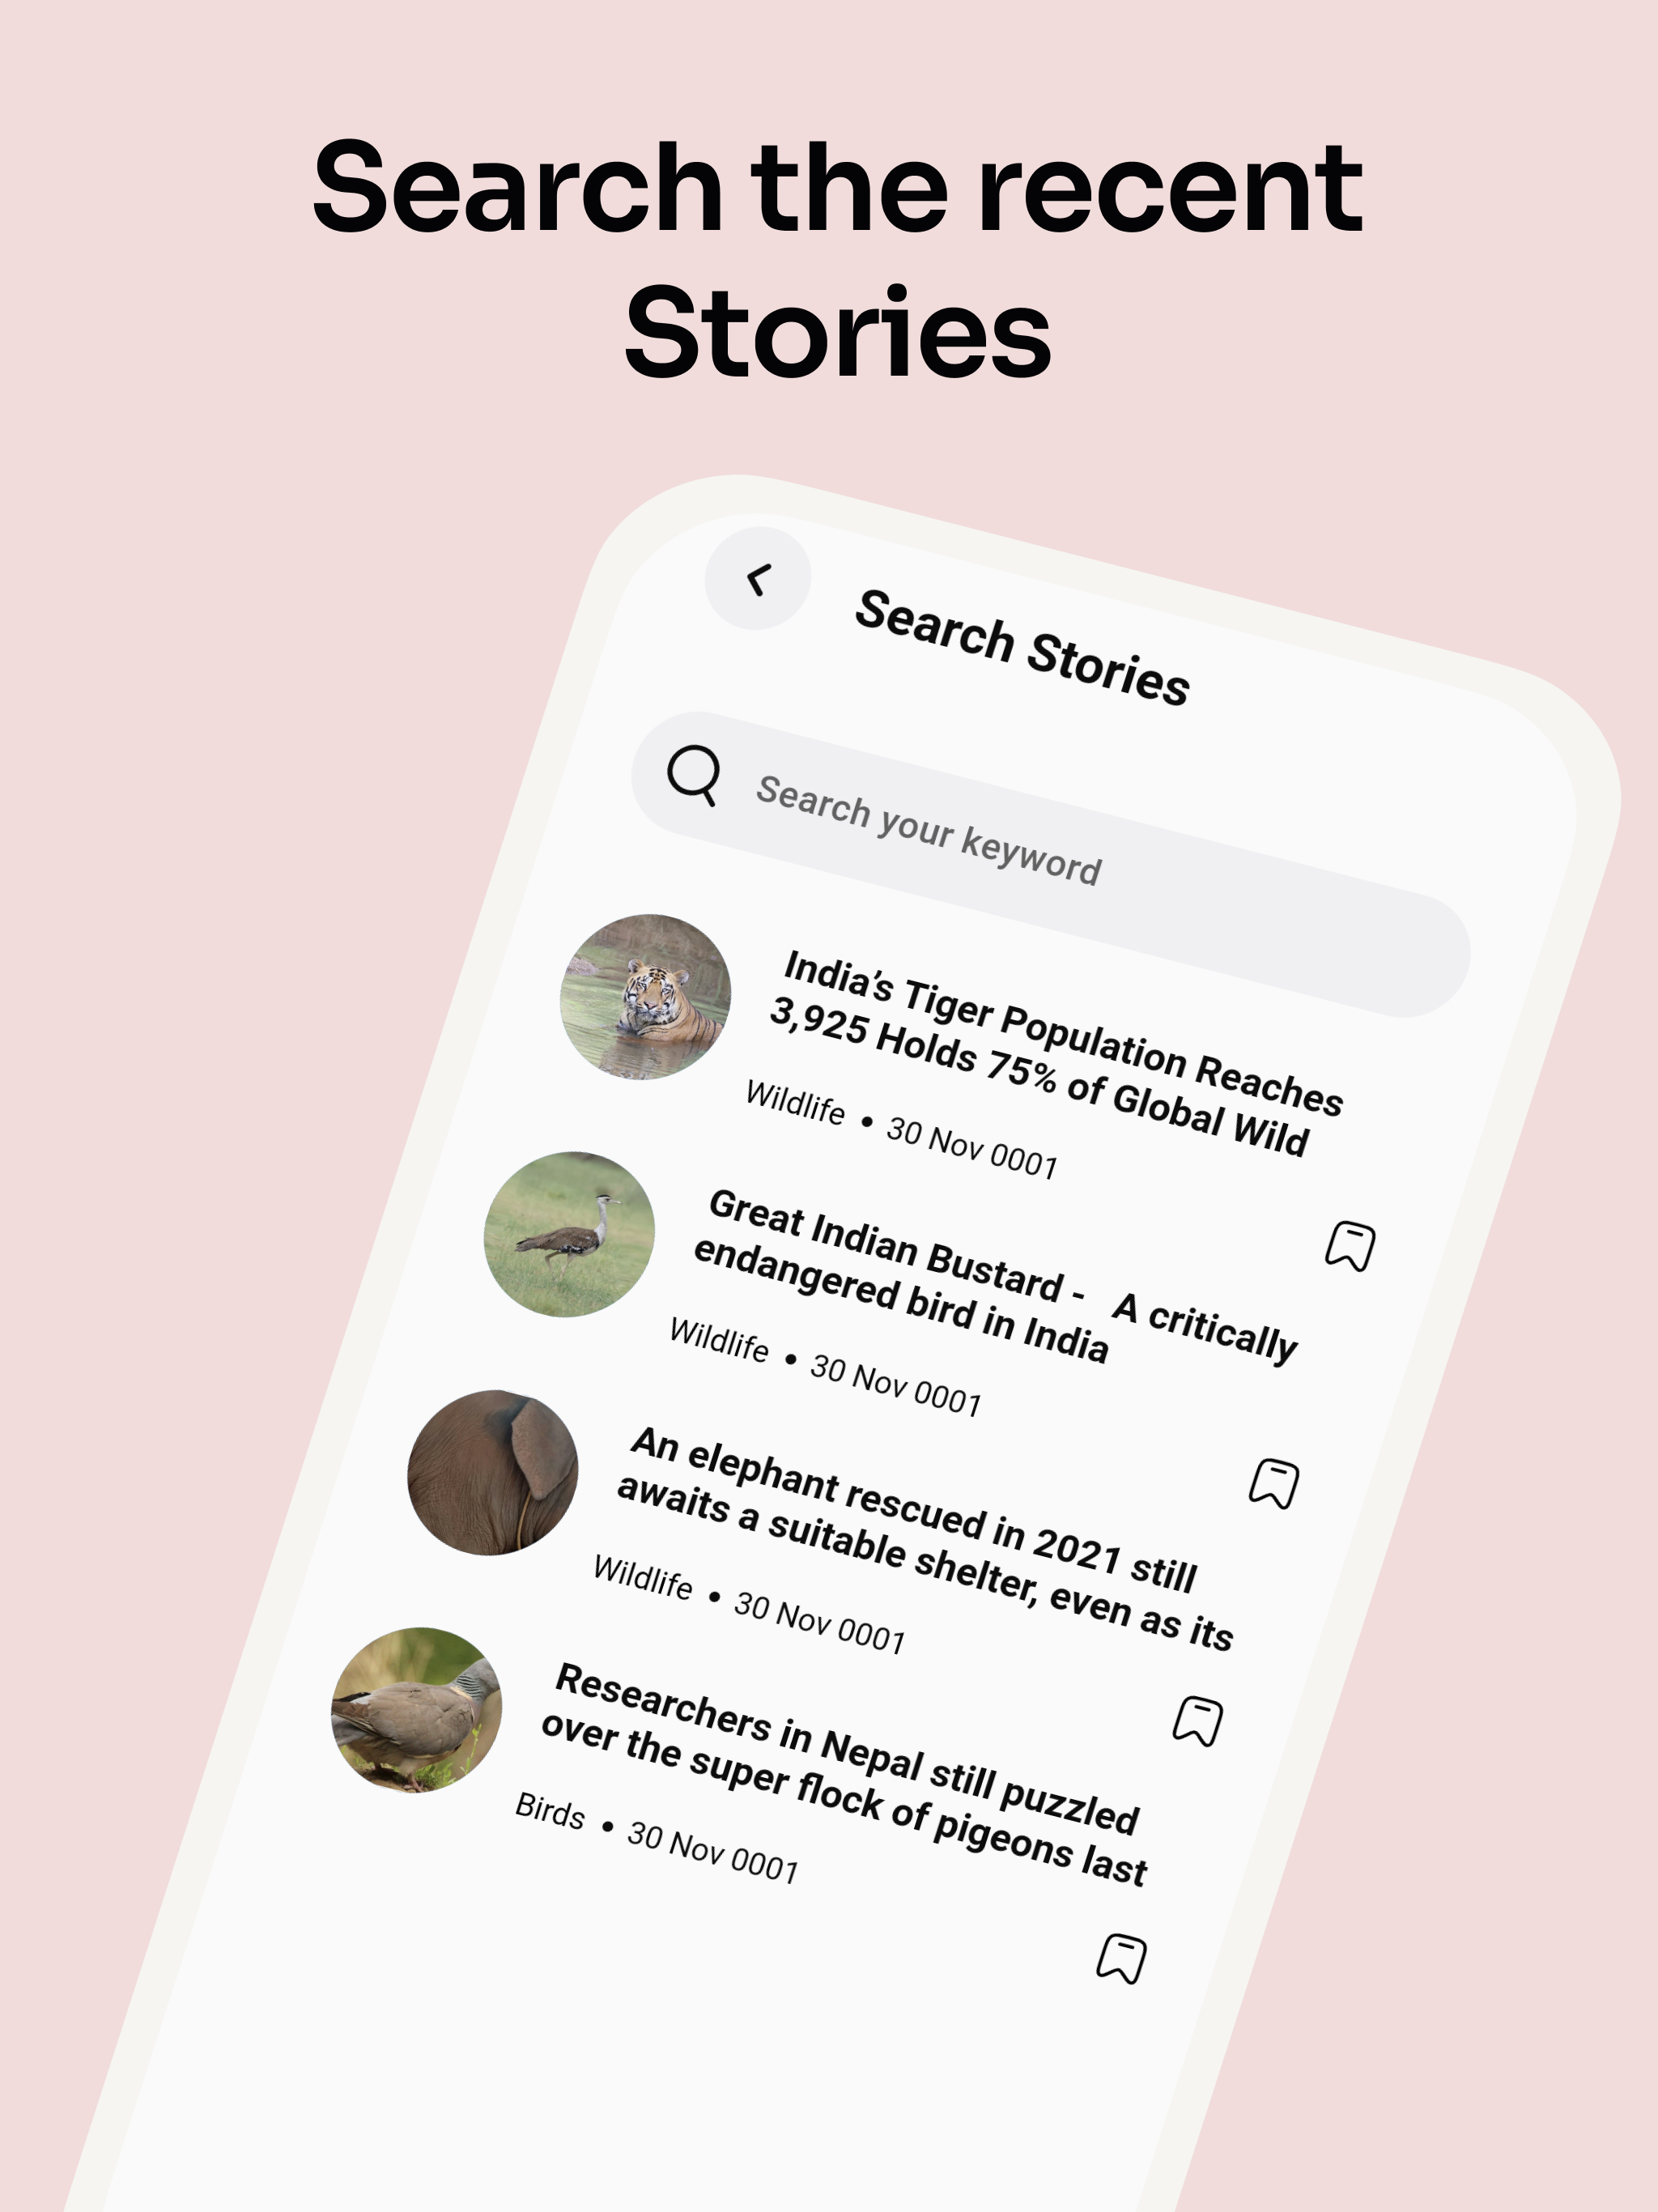 Search the recent
Stories
Search Stories
Search your keyword
India’s Tiger Population Reaches
3,925 Holds 75% of Global Wild
Wildlife • 30 Nov 0001
Great Indian Bustard -  A critically
endangered bird in India
Wildlife • 30 Nov 0001
An elephant rescued in 2021 still
awaits a suitable shelter, even as its
Wildlife • 30 Nov 0001
Researchers in Nepal still puzzled
over the super flock of pigeons last
Birds • 30 Nov 0001